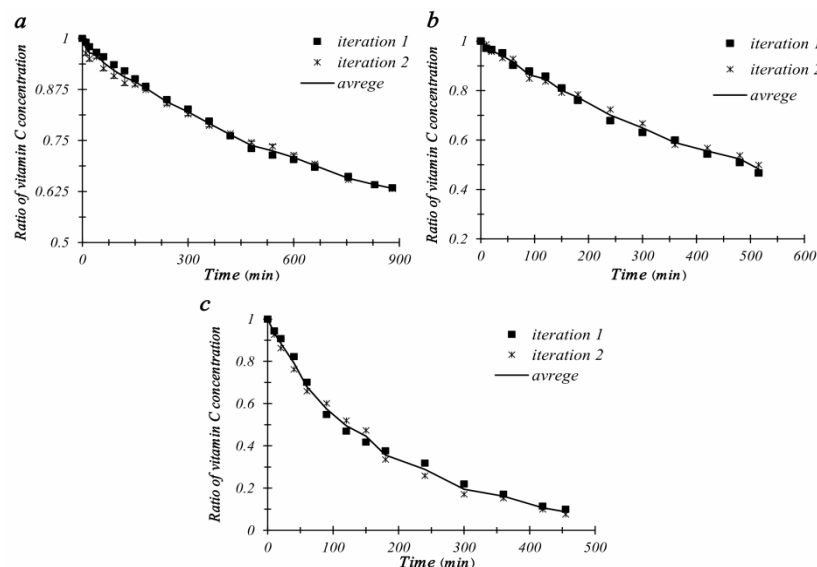 a
Ratio of vitamin C concentration
1
0.875
0.75
0.625
0.5
0
300
600
900
Time (min)
iteration 1
iteration 2
avrege
b
Ratio of vitamin C concentration
1
0.8
0.6
0.4
0.2
0
100
200
300
400
500
600
Time (min)
iteration 1
iteration 2
avrege
c
Ratio of vitamin C concentration
1
0.8
0.6
0.4
0.2
0
0
100
200
300
400
500
Time (min)
iteration 1
iteration 2
avrege